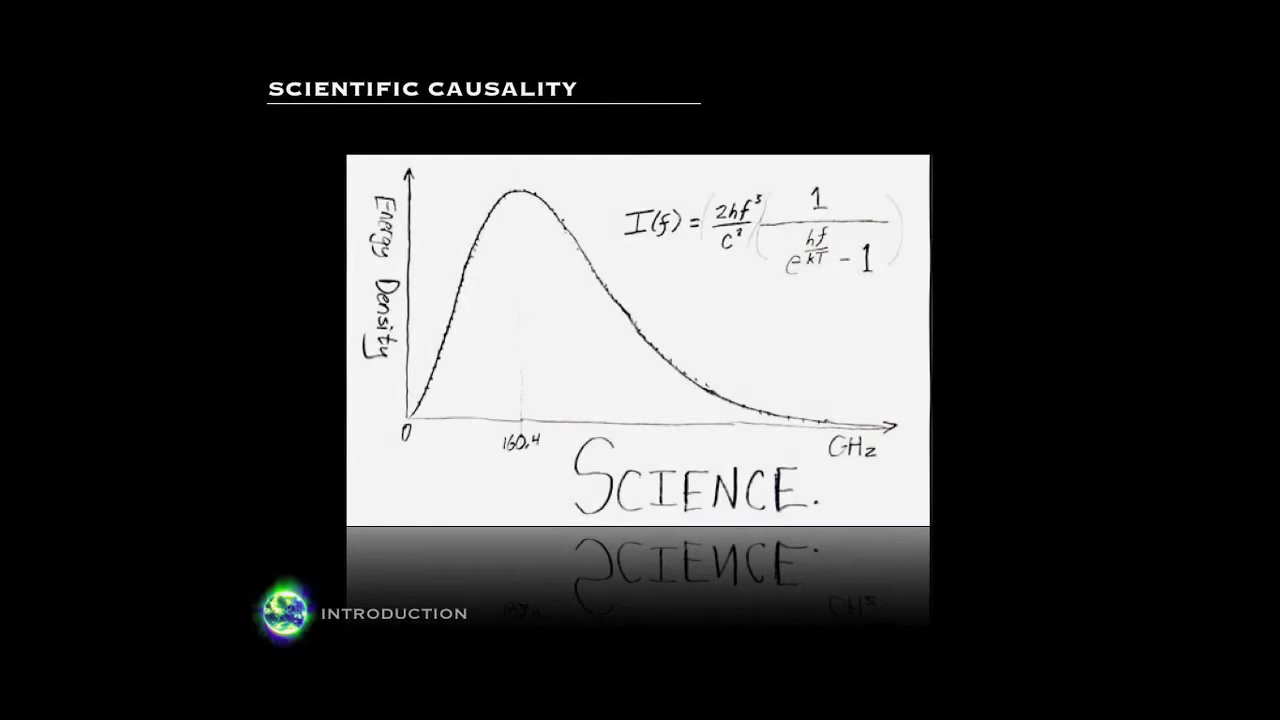 SCIENTIFIC CAUSALITY
Energy Density
I(f) = (2hf³/c²)(1/(e^(hf/kT) - 1))
0
160.4
GHz
SCIENCE.
INTRODUCTION